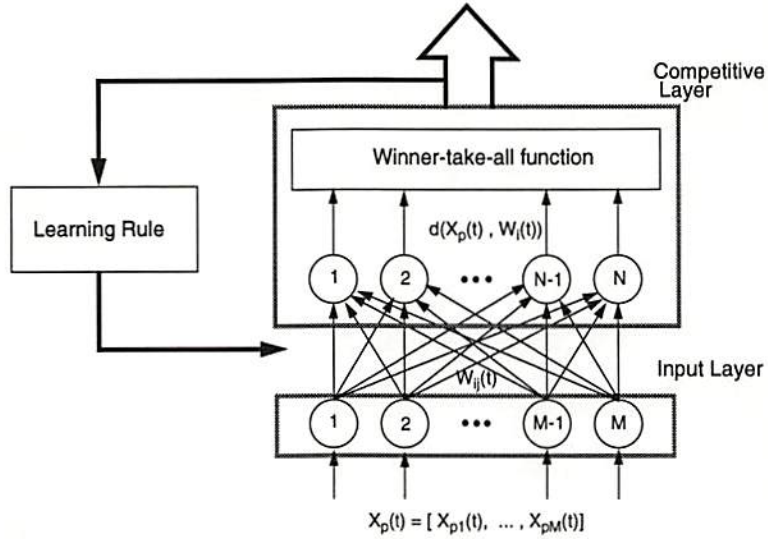 Competitive
Layer
Winner-take-all function
Learning Rule
d(Xp(t) , Wi(t))
1 2 ••• N-1 N
Input Layer
Wij(t)
1 2 ••• M-1 M
Xp(t) = [ Xp1(t), ... , XpM(t)]